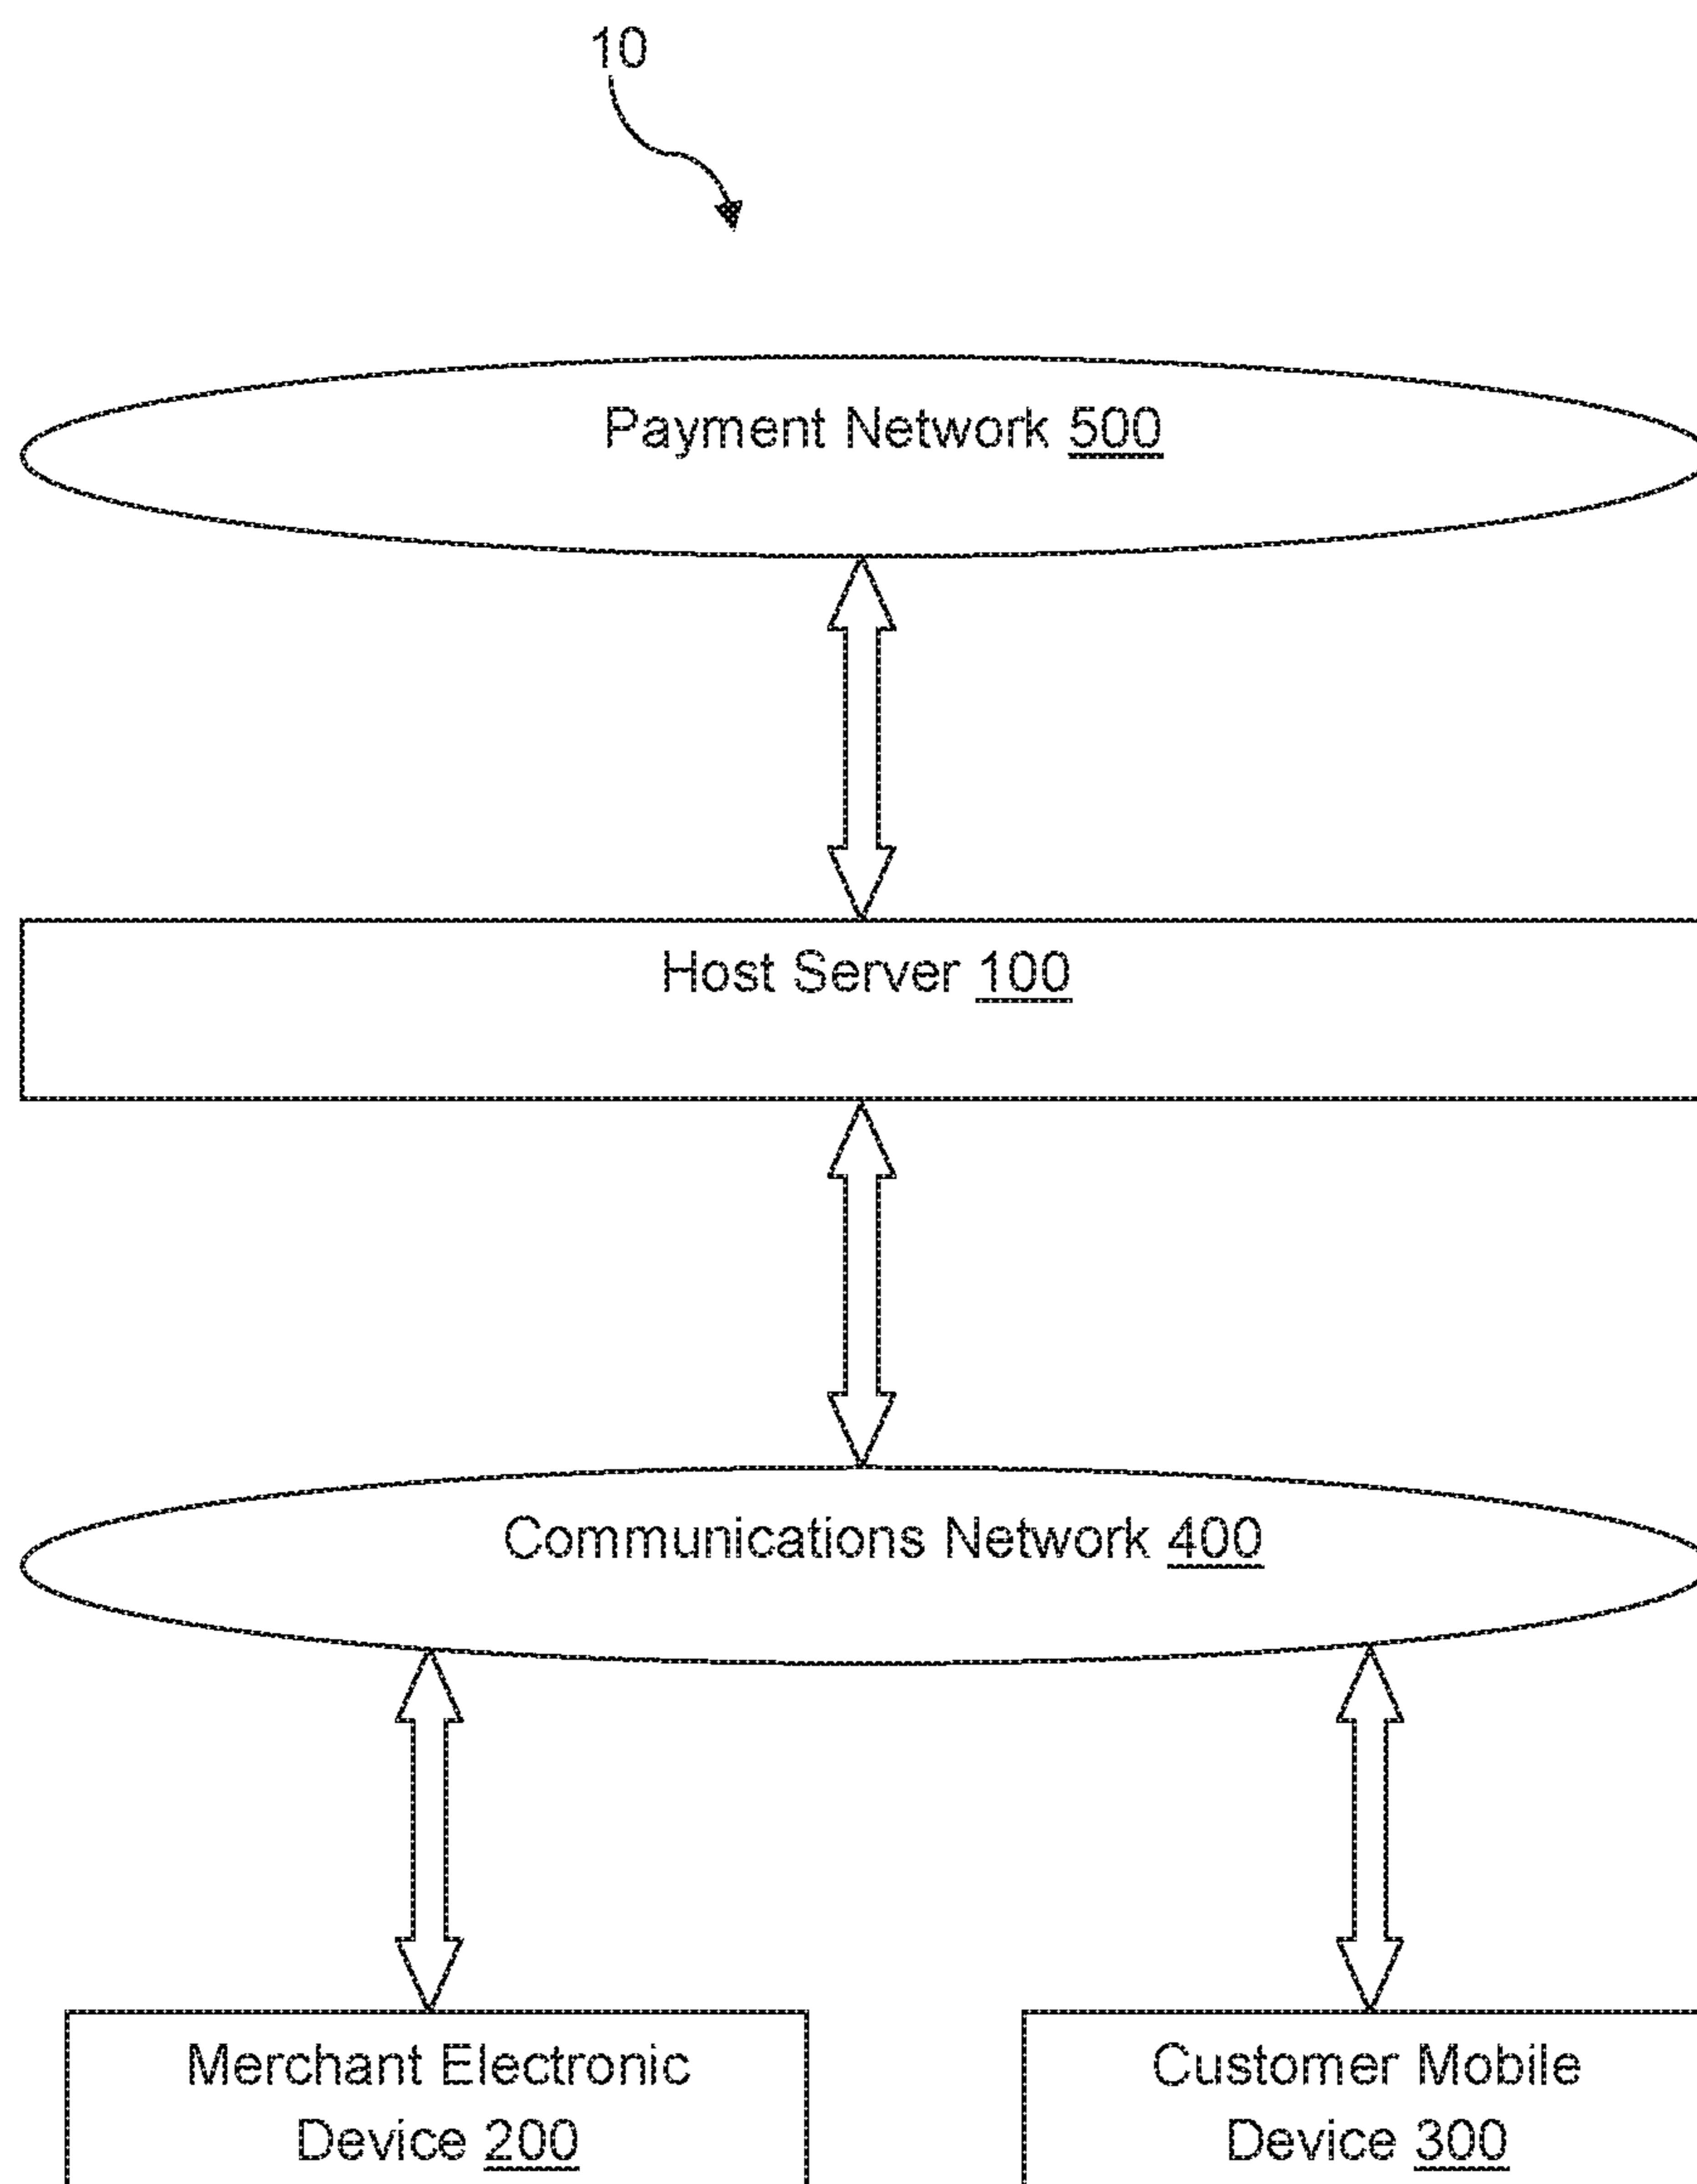 10
Payment Network 500
Host Server 100
Communications Network 400
Merchant Electronic
Device 200
Customer Mobile
Device 300